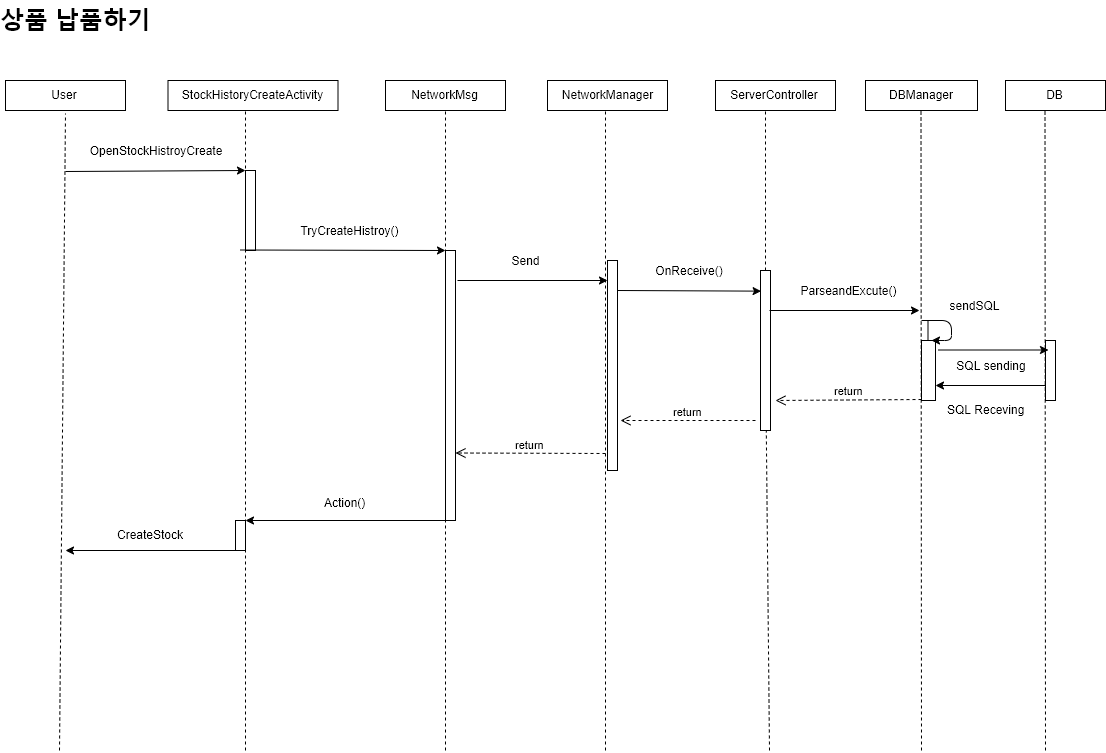 상품 납품하기
User
StockHistoryCreateActivity
NetworkMsg
NetworkManager
ServerController
DBManager
DB
OpenStockHistroyCreate
TryCreateHistroy()
Send
OnReceive()
ParseandExcute()
sendSQL
SQL sending
return
SQL Receving
return
return
Action()
CreateStock